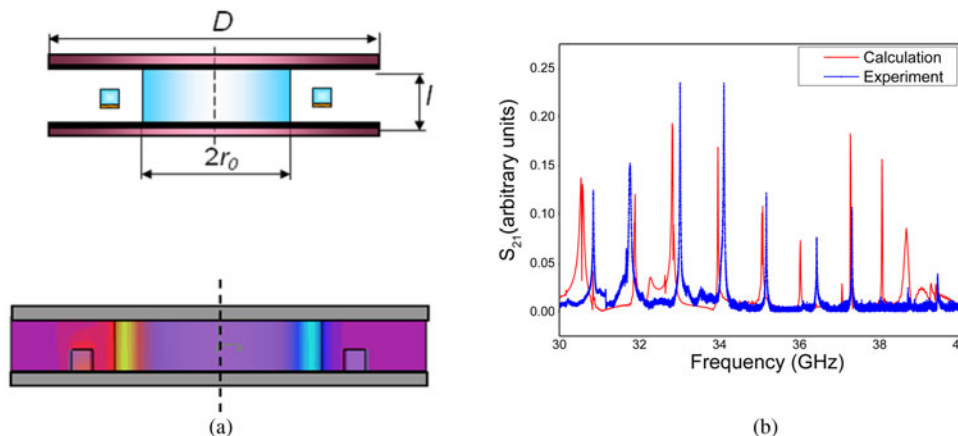 D
l
2r₀
(a)
Calculation
Experiment
S₂₁(arbitrary units)
0.25
0.20
0.15
0.10
0.05
0.00
30
32
34
36
38
4
Frequency (GHz)
(b)